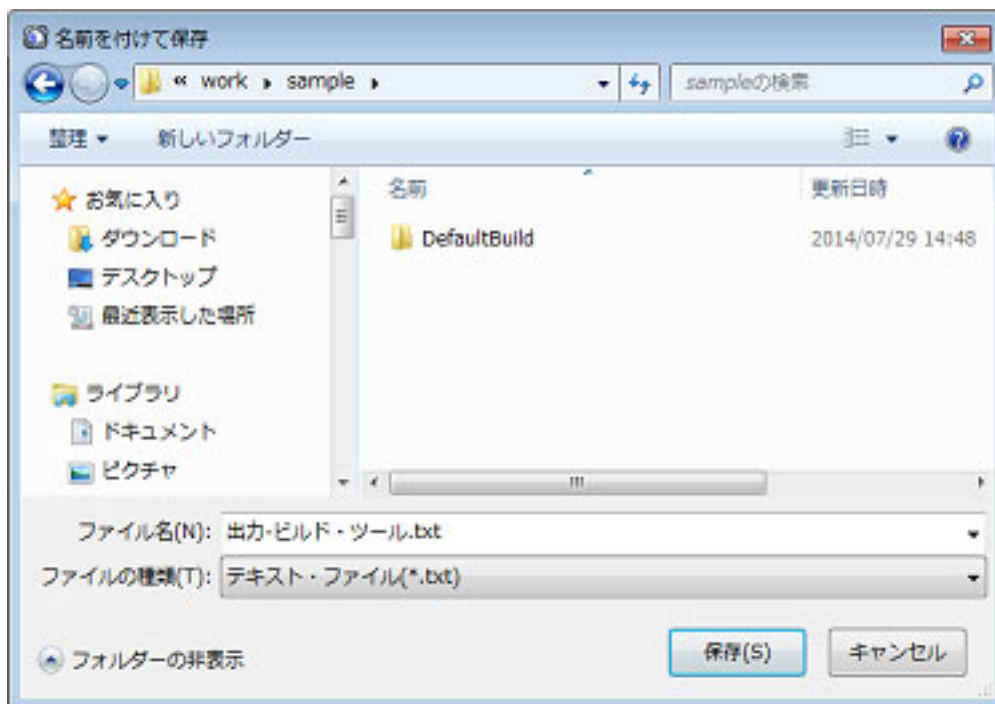 名前を付けて保存
« work ▸ sample ▸
sampleの検索
整理 新しいフォルダー
お気に入り
ダウンロード
デスクトップ
最近表示した場所
ライブラリ
ドキュメント
ピクチャ
名前 更新日時
DefaultBuild 2014/07/29 14:48
ファイル名(N): 出力-ビルド・ツール.txt
ファイルの種類(T): テキスト・ファイル(*.txt)
フォルダーの非表示
保存(S) キャンセル